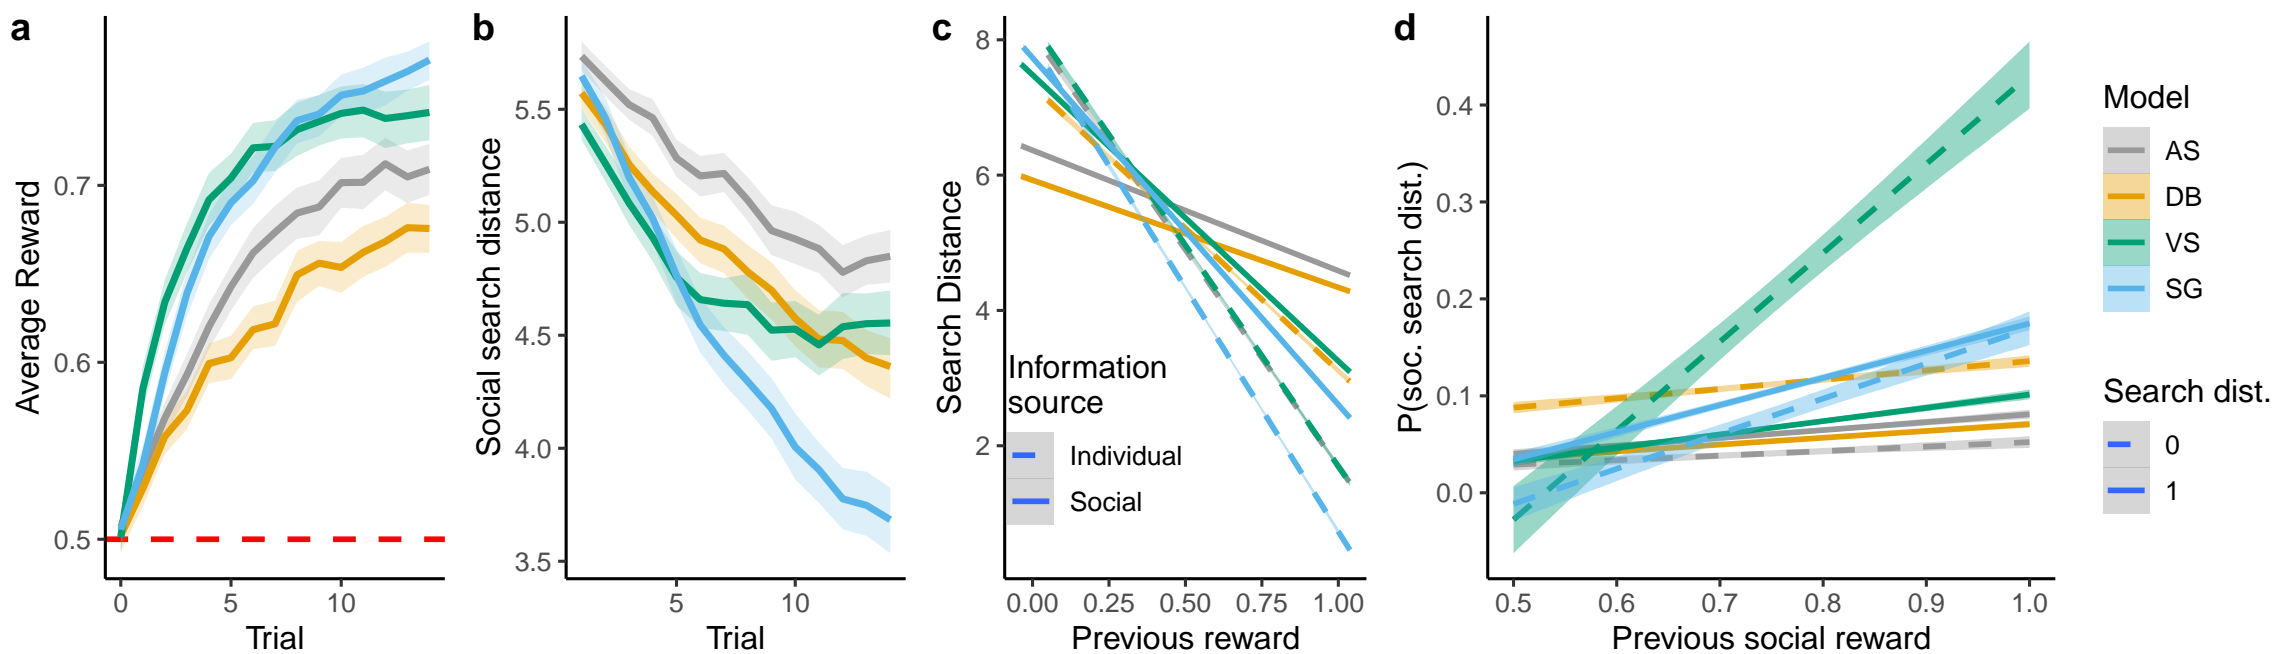 a
Average Reward
0.7
0.6
0.5
0
5
10
Trial
b
Social search distance
5.5
5.0
4.5
4.0
3.5
5
10
Trial
c
Search Distance
8
6
4
2
Information
source
Individual
Social
0.00
0.25
0.50
0.75
1.00
Previous reward
d
P(soc. search dist.)
0.4
0.3
0.2
0.1
0.0
0.5
0.6
0.7
0.8
0.9
1.0
Previous social reward
Model
AS
DB
VS
SG
Search dist.
0
1